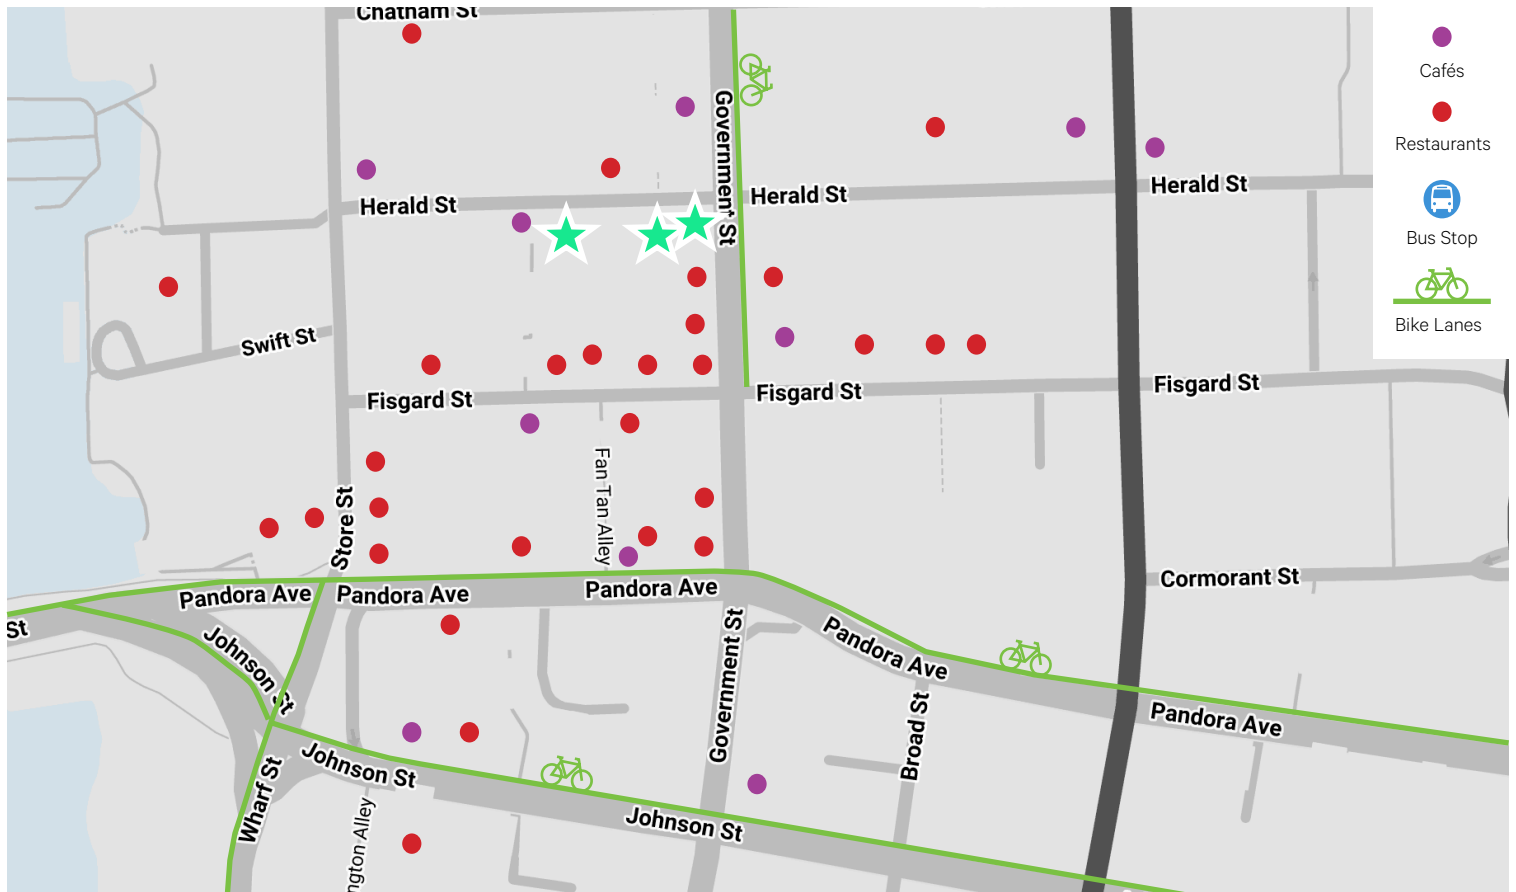 Chatham St
Cafés
Restaurants
Bus Stop
Bike Lanes
Government St
Herald St
Herald St
Herald St
Swift St
Fisgard St
Fisgard St
Fisgard St
Fan Tan Alley
Store St
Pandora Ave
Pandora Ave
Pandora Ave
Cormorant St
St
Johnson St
Government St
Pandora Ave
Broad St
Pandora Ave
Johnson St
Wharf St
Johnson St
ngton Alley